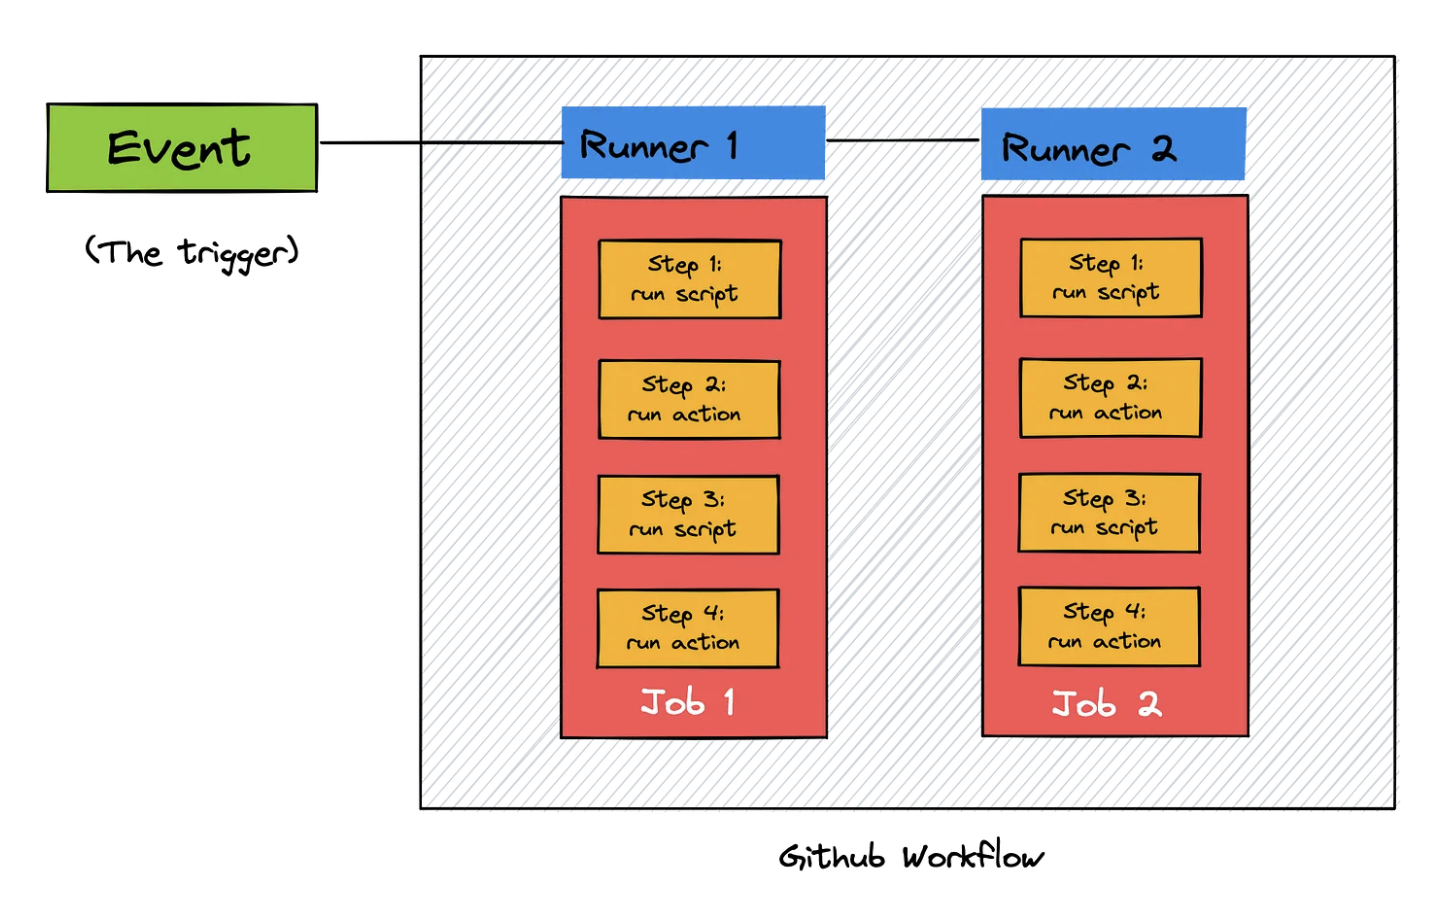 Event
(The trigger)
Runner 1
Step 1:
run script
Step 2:
run action
Step 3:
run script
Step 4:
run action
Job 1
Runner 2
Step 1:
run script
Step 2:
run action
Step 3:
run script
Step 4:
run action
Job 2
Github Workflow